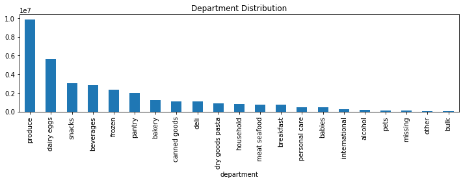 Department Distribution
1e7
1.0
0.8
0.6
0.4
0.2
0.0
produce
dairy eggs
snacks
beverages
frozen
pantry
bakery
canned goods
deli
dry goods pasta
household
meat seafood
breakfast
personal care
babies
international
alcohol
pets
missing
other
bulk
department